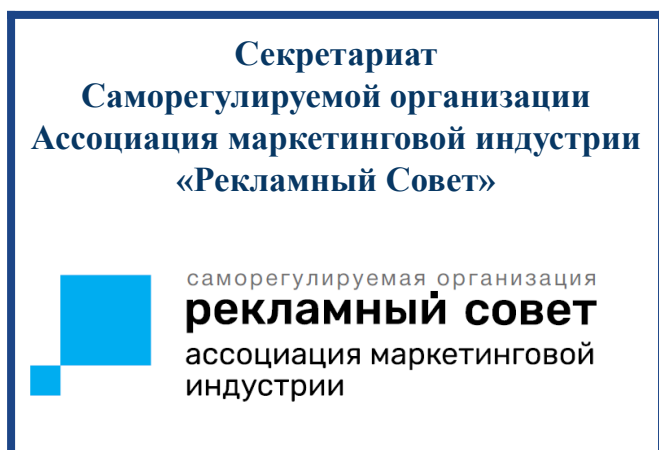 Секретариат
Саморегулируемой организации
Ассоциация маркетинговой индустрии
«Рекламный Совет»
саморегулируемая организация
рекламный совет
ассоциация маркетинговой
индустрии